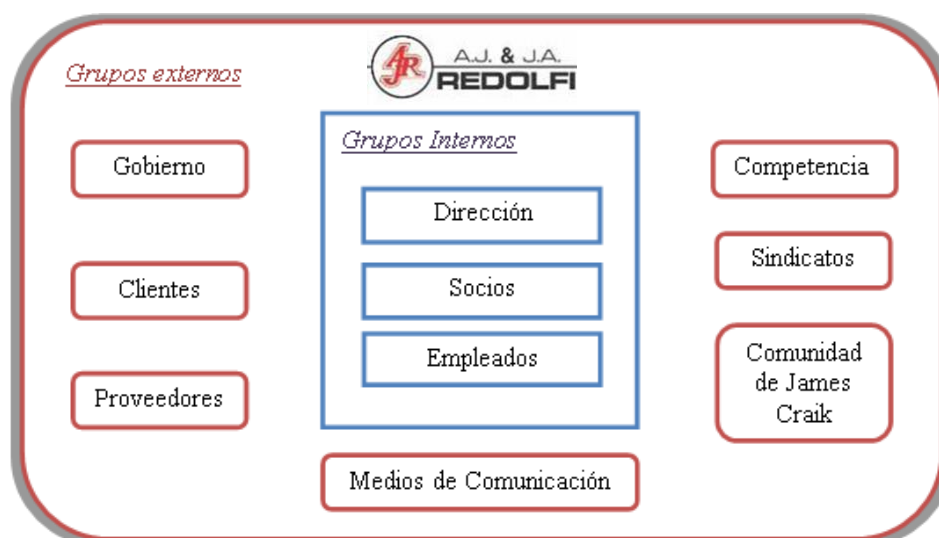 Grupos externos
AJR
A.J. & J.A.
REDOLFI
Grupos Internos
Gobierno
Clientes
Proveedores
Dirección
Socios
Empleados
Competencia
Sindicatos
Comunidad
de James
Craik
Medios de Comunicación